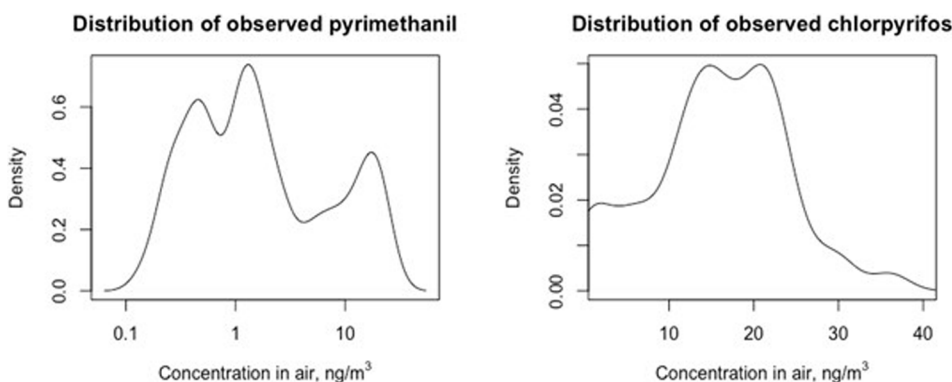 Distribution of observed pyrimethanil
Density
0.0
0.2
0.4
0.6
0.1
1
10
Concentration in air, ng/m³
Distribution of observed chlorpyrifos
Density
0.00
0.02
0.04
10
20
30
40
Concentration in air, ng/m³